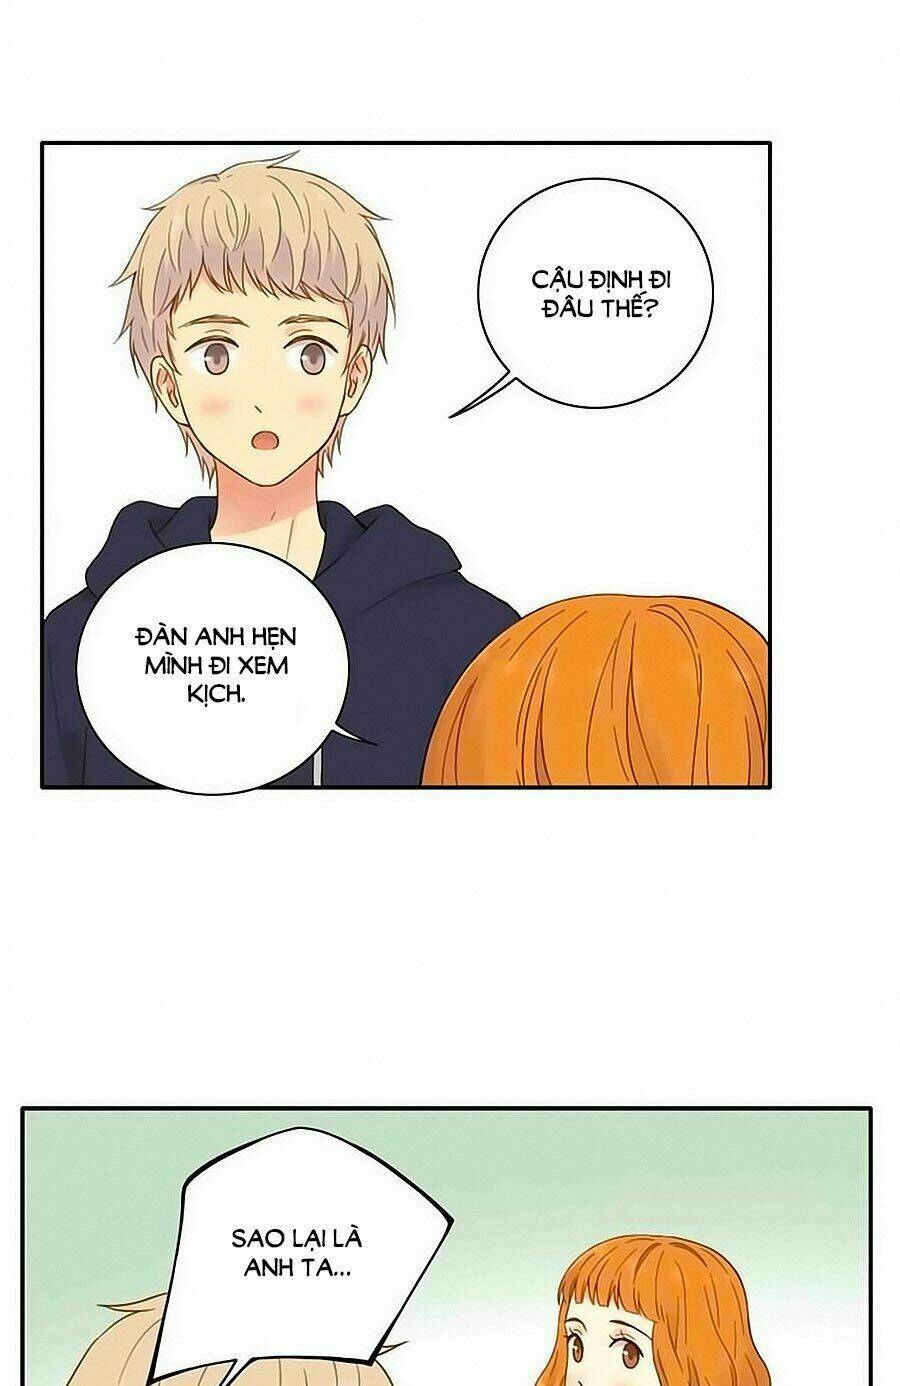 CẬU ĐỊNH ĐI
ĐÂU THẾ?
ĐÀN ANH HẸN
MÌNH ĐI XEM
KỊCH.
SAO LẠI LÀ
ANH TA...